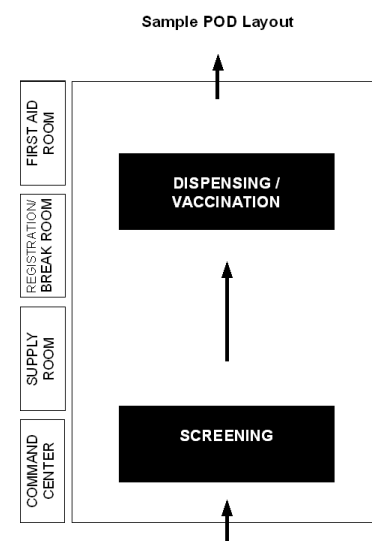 Sample POD Layout
FIRST AID
ROOM
DISPENSING /
VACCINATION
REGISTRATION/
BREAK ROOM
SUPPLY
ROOM
SCREENING
COMMAND
CENTER